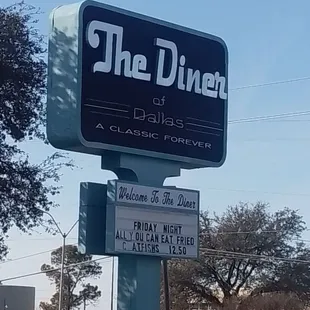 The Diner
of
Dallas
A CLASSIC FOREVER
Welcome to The Diner
FRIDAY NIGHT
ALL YOU CAN EAT FRIED
CATFISH 12.50